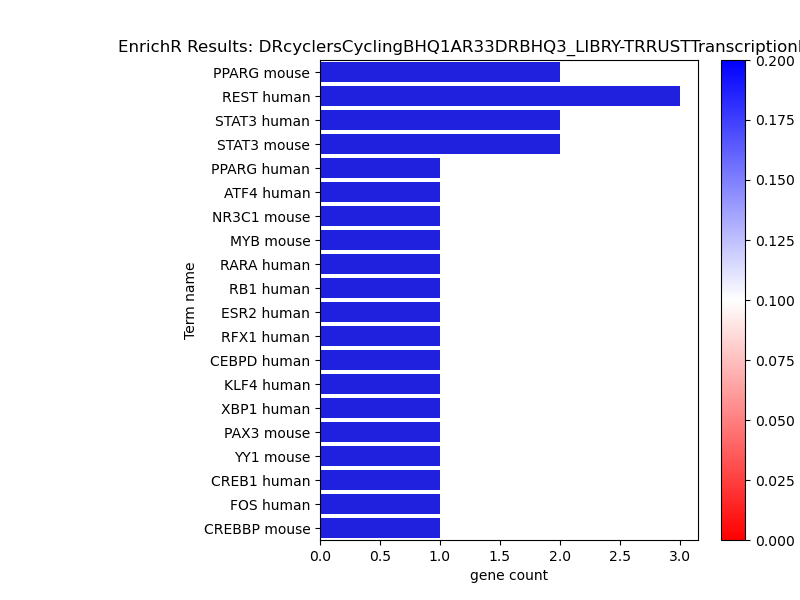 EnrichR Results: DRcyclersCyclingBHQ1AR33DRBHQ3_LIBRY-TRRUSTTranscription
Term name
PPARG mouse
REST human
STAT3 human
STAT3 mouse
PPARG human
ATF4 human
NR3C1 mouse
MYB mouse
RARA human
RB1 human
ESR2 human
RFX1 human
CEBPD human
KLF4 human
XBP1 human
PAX3 mouse
YY1 mouse
CREB1 human
FOS human
CREBBP mouse
0.0 0.5 1.0 1.5 2.0 2.5 3.0
gene count
0.200
0.175
0.150
0.125
0.100
0.075
0.050
0.025
0.000